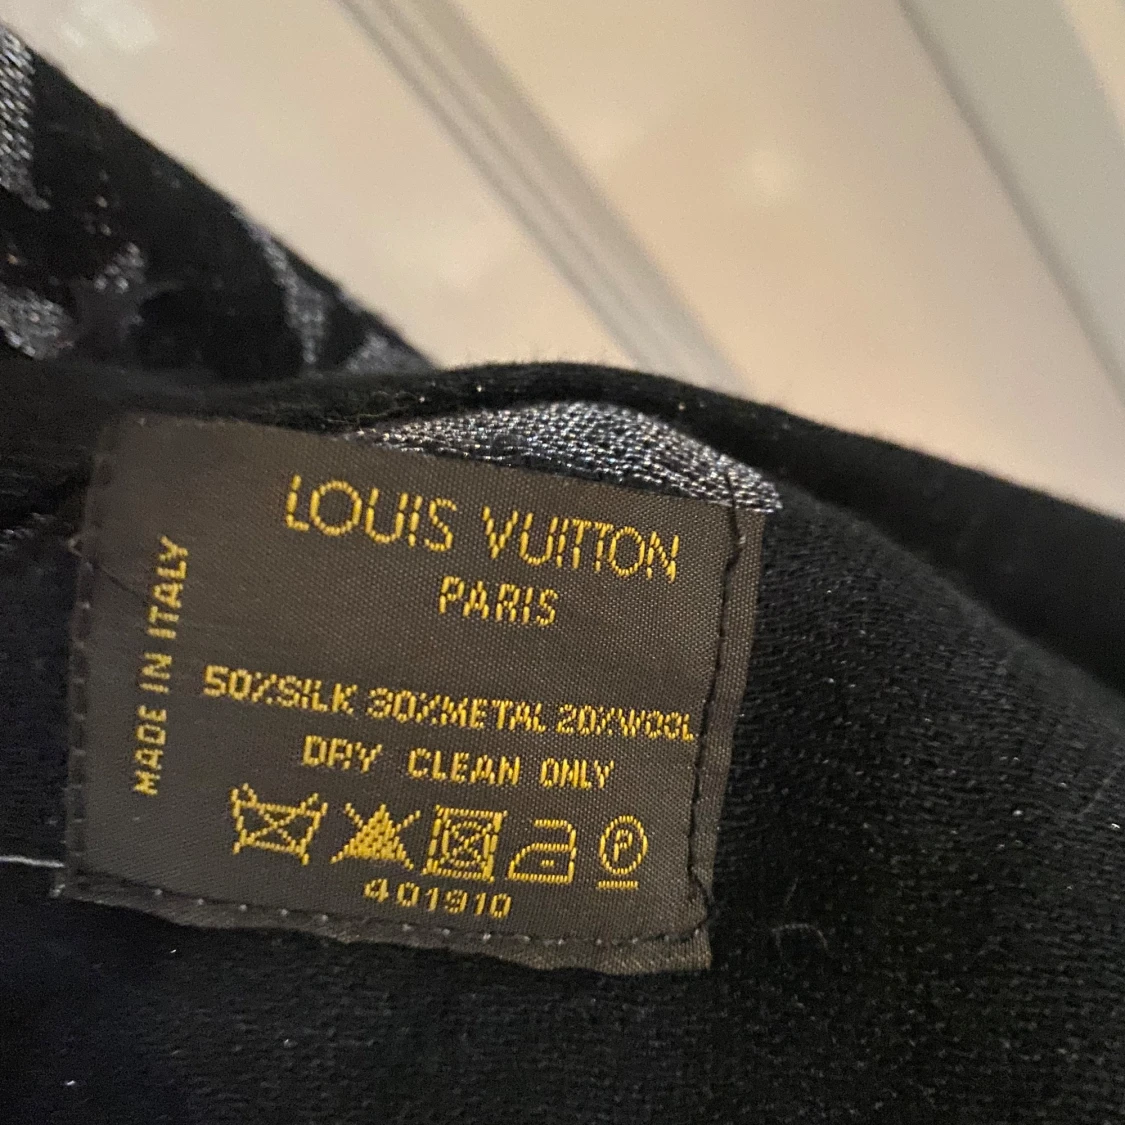 LOUIS VUITTON
PARIS
MADE IN ITALY
50%SILK 30%METAL 20%WOOL
DRY CLEAN ONLY
P
401910